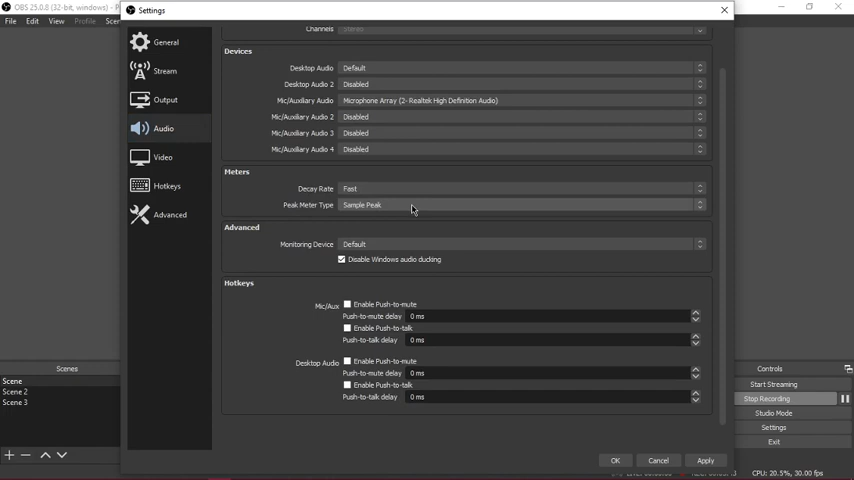 OBS 25.0.8 (32-bit, windows) - P
Settings
File Edit View Profile Scen
General
Stream
Output
Audio
Video
Hotkeys
Advanced
Channels Stereo
Devices
Desktop Audio Default
Desktop Audio 2 Disabled
Mic/Auxiliary Audio Microphone Array (2- Realtek High Definition Audio)
Mic/Auxiliary Audio 2 Disabled
Mic/Auxiliary Audio 3 Disabled
Mic/Auxiliary Audio 4 Disabled
Meters
Decay Rate Fast
Peak Meter Type Sample Peak
Advanced
Monitoring Device Default
Disable Windows audio ducking
Hotkeys
Mic/Aux Enable Push-to-mute
Push-to-mute delay 0 ms
Enable Push-to-talk
Push-to-talk delay 0 ms
Desktop Audio Enable Push-to-mute
Push-to-mute delay 0 ms
Enable Push-to-talk
Push-to-talk delay 0 ms
OK Cancel Apply
Scenes
Scene
Scene 2
Scene 3
Controls
Start Streaming
Stop Recording
Studio Mode
Settings
Exit
CPU: 20.5%, 30.00 fps